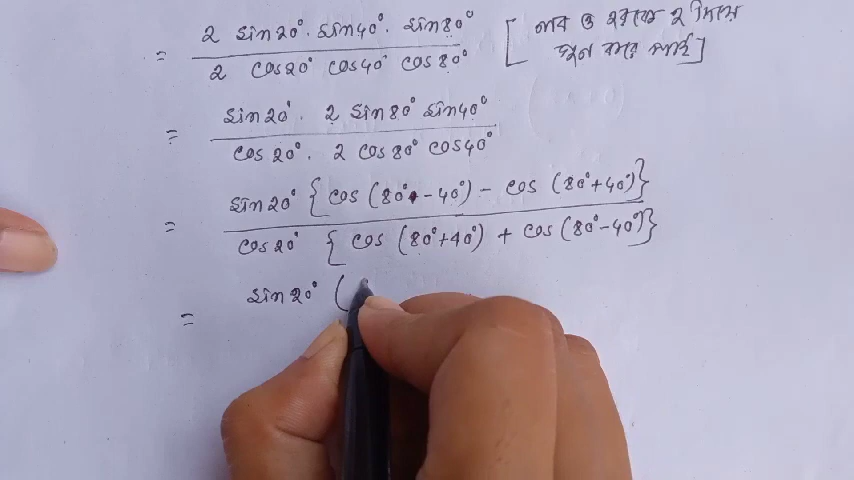 = 2 sin20°. sin40°. sin80° / 2 cos20° cos40° cos80° [লব ও হরকে ২ দিয়ে
গুন করে পাই]
= sin20°. 2 sin80° sin40° / cos20°. 2 cos80° cos40°
= sin20° {cos (80°-40°) - cos (80°+40°)} / cos20° {cos (80°+40°) + cos (80°-40°)}
= sin20° (